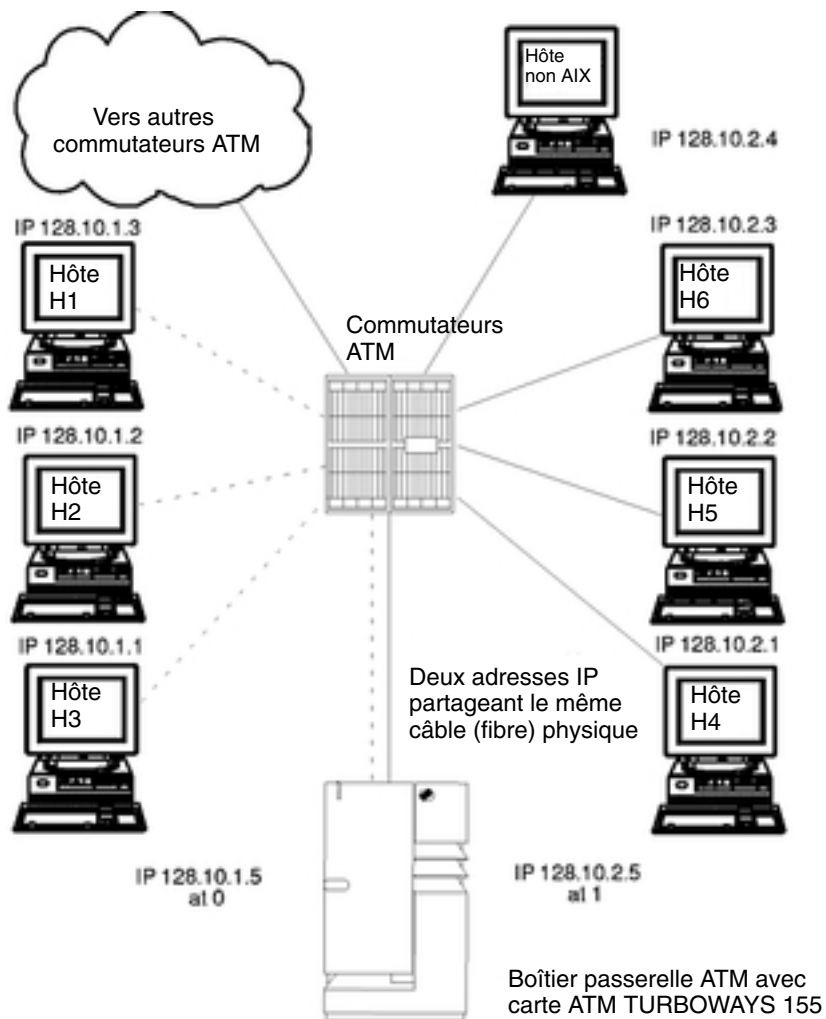 Hôte
non AIX
Vers autres
commutateurs ATM
IP 128.10.2.4
IP 128.10.1.3
Hôte
H1
IP 128.10.2.3
Hôte
H6
Commutateurs
ATM
IP 128.10.1.2
Hôte
H2
IP 128.10.2.2
Hôte
H5
IP 128.10.1.1
Hôte
H3
IP 128.10.2.1
Hôte
H4
Deux adresses IP
partageant le même
câble (fibre) physique
IP 128.10.1.5
at 0
IP 128.10.2.5
at 1
Boîtier passerelle ATM avec
carte ATM TURBOWAYS 155